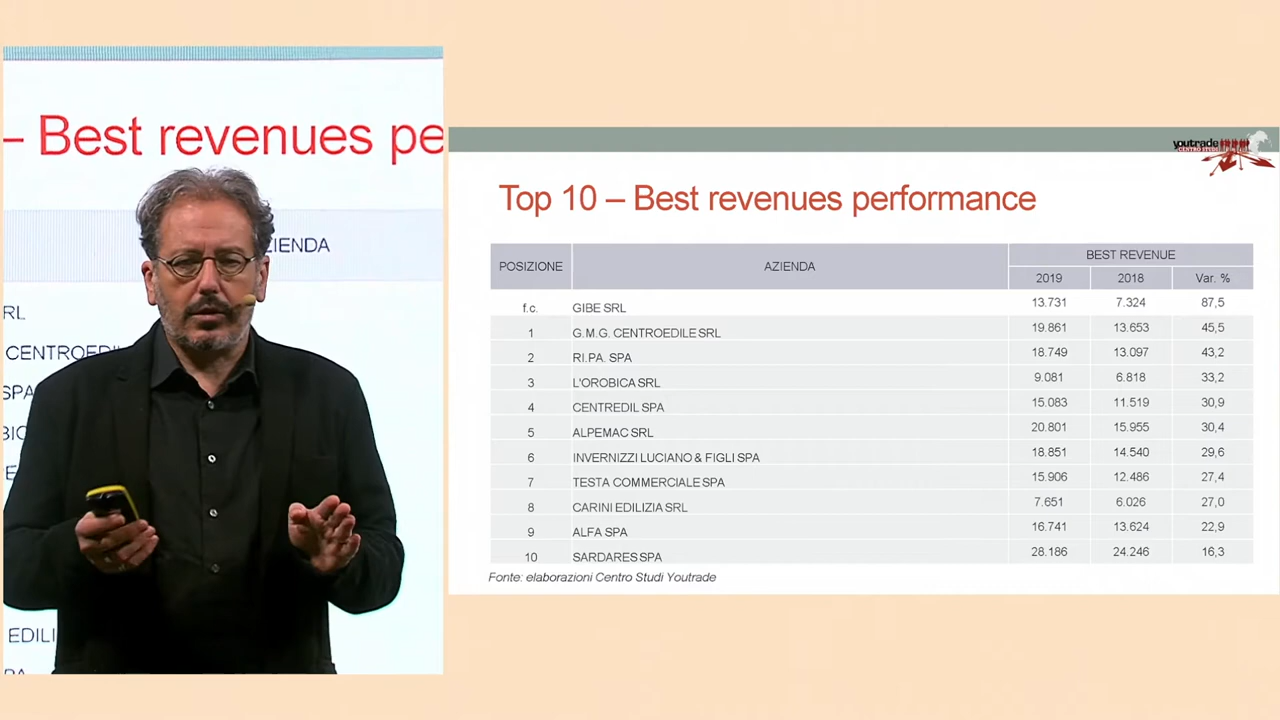 – Best revenues pe
ZIENDA
RL
CENTROEDIL
SPA
EDILI
youtrade
CENTRO STUDI
Top 10 – Best revenues performance
POSIZIONE AZIENDA BEST REVENUE
2019 2018 Var. %
f.c. GIBE SRL 13.731 7.324 87,5
1 G.M.G. CENTROEDILE SRL 19.861 13.653 45,5
2 RI.PA. SPA 18.749 13.097 43,2
3 L'OROBICA SRL 9.081 6.818 33,2
4 CENTREDIL SPA 15.083 11.519 30,9
5 ALPEMAC SRL 20.801 15.955 30,4
6 INVERNIZZI LUCIANO & FIGLI SPA 18.851 14.540 29,6
7 TESTA COMMERCIALE SPA 15.906 12.486 27,4
8 CARINI EDILIZIA SRL 7.651 6.026 27,0
9 ALFA SPA 16.741 13.624 22,9
10 SARDARES SPA 28.186 24.246 16,3
Fonte: elaborazioni Centro Studi Youtrade